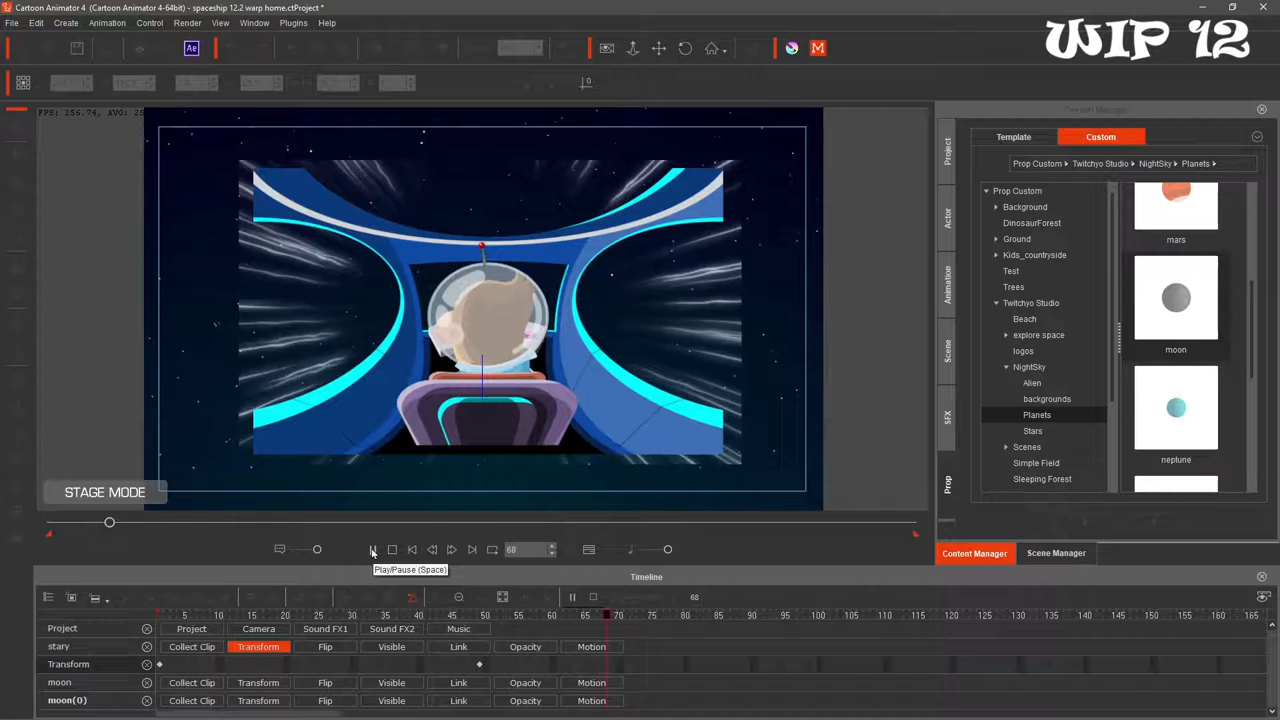 Cartoon Animator 4 (Cartoon Animator 4-64bit) - spaceship 12.2 warp home.ctProject *
File Edit Create Animation Control Render View Window Plugins Help
WIP 12
Ae
M
0
FPS: 256.74, AVG: 25
STAGE MODE
Template Custom
Prop Custom Twitchyo Studio NightSky Planets
Project
Actor
Animation
Scene
SFX
Prop
Prop Custom
Background
DinosaurForest
Ground
Kids_countryside
Test
Trees
Twitchyo Studio
Beach
explore space
logos
NightSky
Alien
backgrounds
Planets
Stars
Scenes
Simple Field
Sleeping Forest
mars
moon
neptune
Content Manager Scene Manager
68
Play/Pause (Space)
Timeline
68
5 10 15 20 25 30 35 40 45 50 55 60 65 70 75 80 85 90 95 100 105 110 115 120 125 130 135 140 145 150 155 160 165
Project Project Camera Sound FX1 Sound FX2 Music
stary Collect Clip Transform Flip Visible Link Opacity Motion
Transform
moon Collect Clip Transform Flip Visible Link Opacity Motion
moon(0) Collect Clip Transform Flip Visible Link Opacity Motion